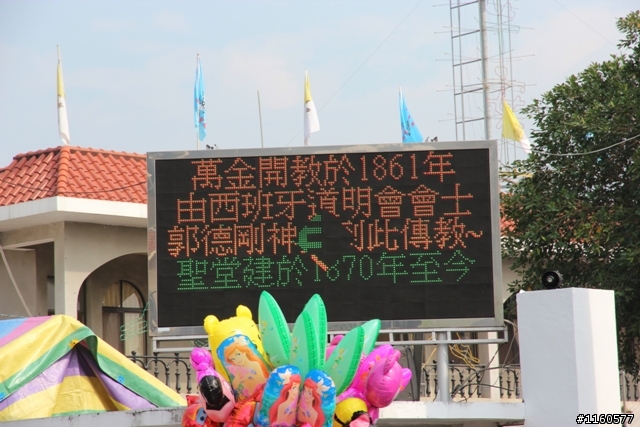 萬金開教於1861年
由西班牙道明會會士
郭德剛神 到此傳教~
聖堂建於1870年至今
#1160577